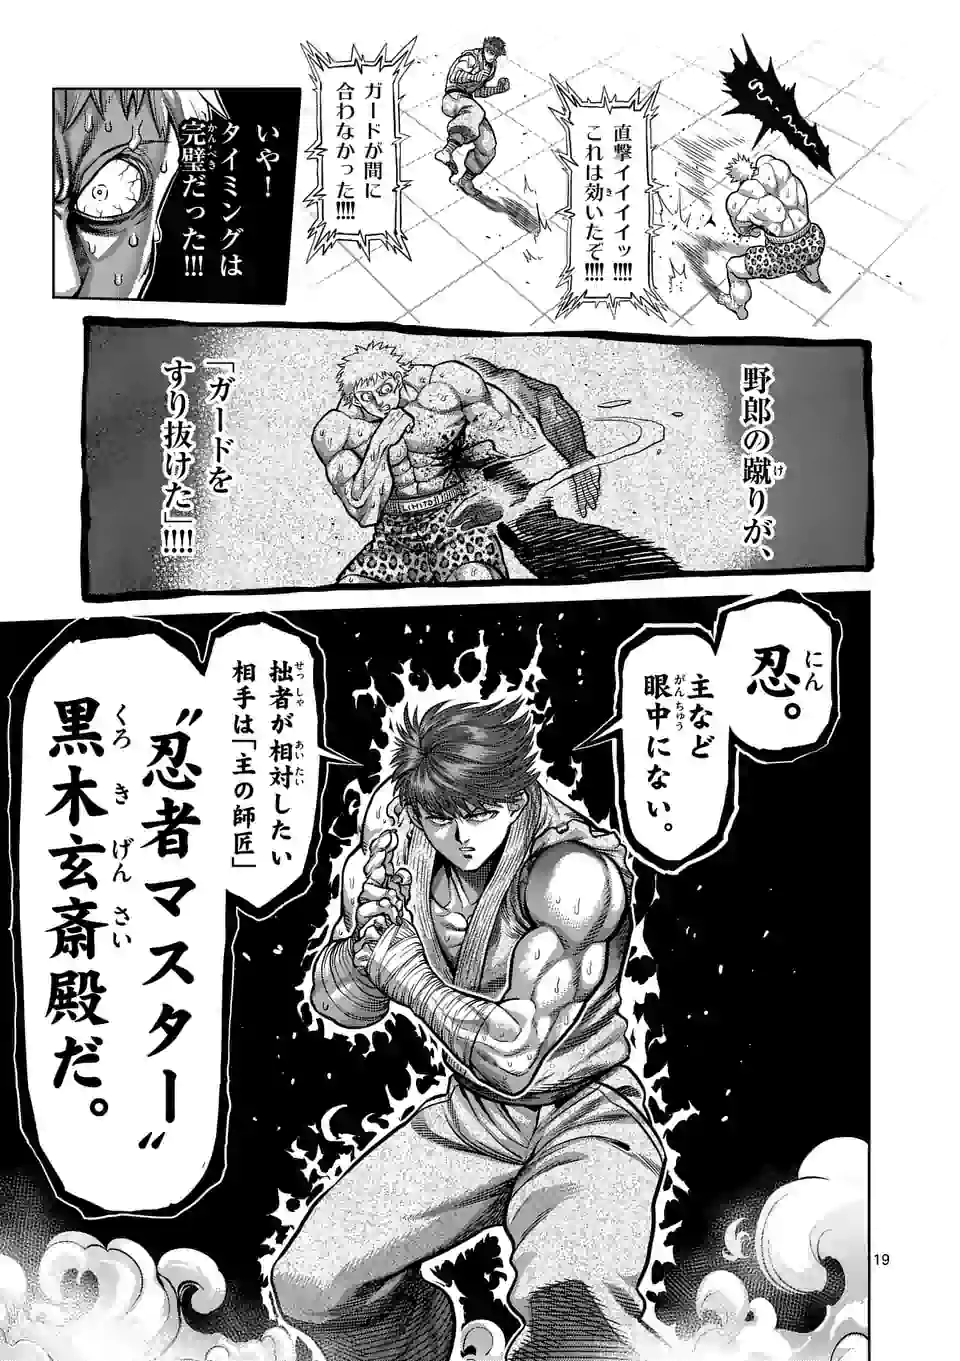 直撃イイイイッ!!!!
これは効いたぞ!!!!
ガードが間に
合わなかった!!!!
いや!
タイミングは
完璧だった!!!
野郎の蹴りが、
「ガードを
すり抜けた」!!!!
LIMITO
忍。
主など
眼中にない。
拙者が相対したい
相手は「主の師匠」
〝忍者マスター〟
黒木玄斎殿だ。
19